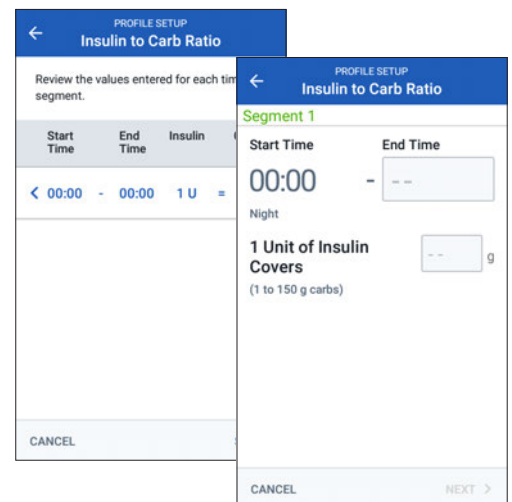 PROFILE SETUP
Insulin to Carb Ratio
Review the values entered for each
segment.
Start Time
End Time
Insulin
00:00 - 00:00 1 U =
CANCEL
PROFILE SETUP
Insulin to Carb Ratio
Segment 1
Start Time End Time
00:00 - - -
Night
1 Unit of Insulin
Covers
- - g
(1 to 150 g carbs)
CANCEL NEXT >